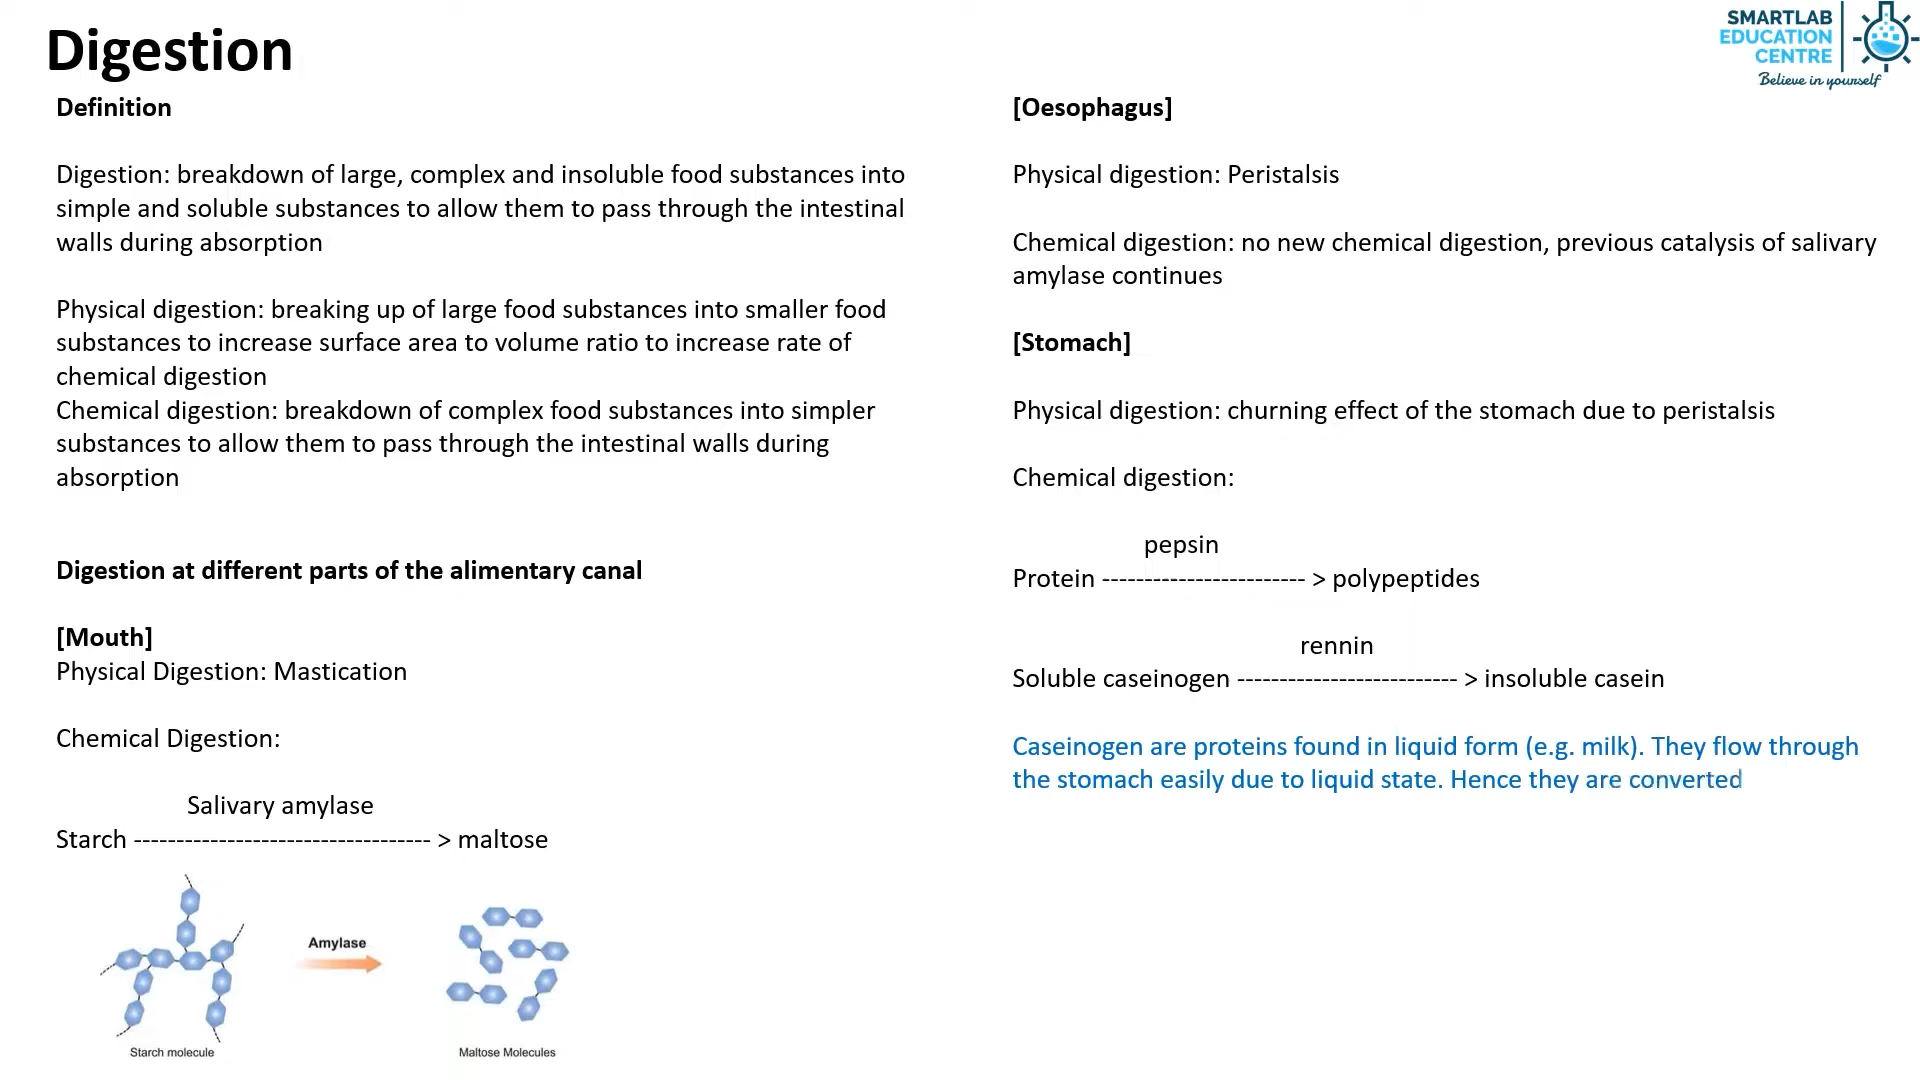 Digestion
SMARTLAB
EDUCATION
CENTRE
Believe in yourself
Definition
Digestion: breakdown of large, complex and insoluble food substances into
simple and soluble substances to allow them to pass through the intestinal
walls during absorption
Physical digestion: breaking up of large food substances into smaller food
substances to increase surface area to volume ratio to increase rate of
chemical digestion
Chemical digestion: breakdown of complex food substances into simpler
substances to allow them to pass through the intestinal walls during
absorption
Digestion at different parts of the alimentary canal
[Mouth]
Physical Digestion: Mastication
Chemical Digestion:
Salivary amylase
Starch ----------------------------------- > maltose
Amylase
Starch molecule
Maltose Molecules
[Oesophagus]
Physical digestion: Peristalsis
Chemical digestion: no new chemical digestion, previous catalysis of salivary
amylase continues
[Stomach]
Physical digestion: churning effect of the stomach due to peristalsis
Chemical digestion:
pepsin
Protein ------------------------ > polypeptides
rennin
Soluble caseinogen -------------------------- > insoluble casein
Caseinogen are proteins found in liquid form (e.g. milk). They flow through
the stomach easily due to liquid state. Hence they are converted